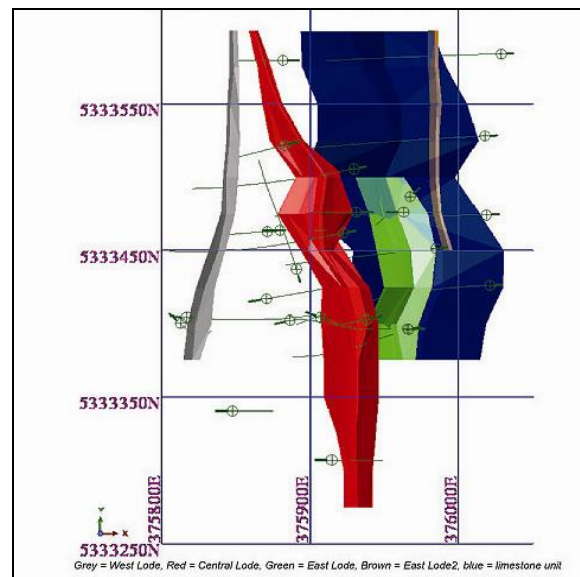 5333550N
5333450N
5333350N
5333250N
375800E
375900E
376000E
Y
X
Grey = West Lode, Red = Central Lode, Green = East Lode, Brown = East Lode2, blue = limestone unit